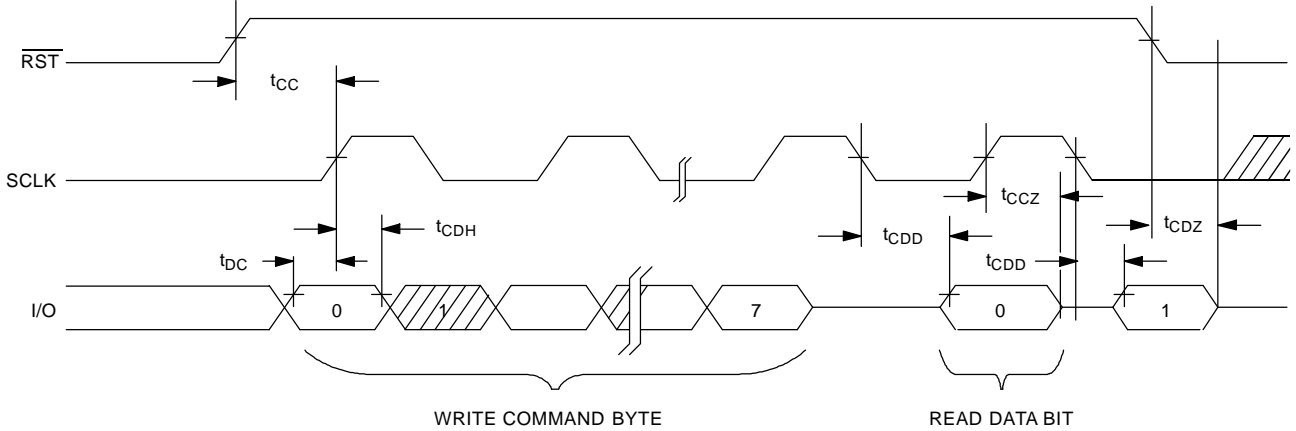 RST
tCC
SCLK
tCCZ
tCDH
tCDD
tCDZ
tDC
tCDD
I/O
0
1
7
0
1
WRITE COMMAND BYTE
READ DATA BIT